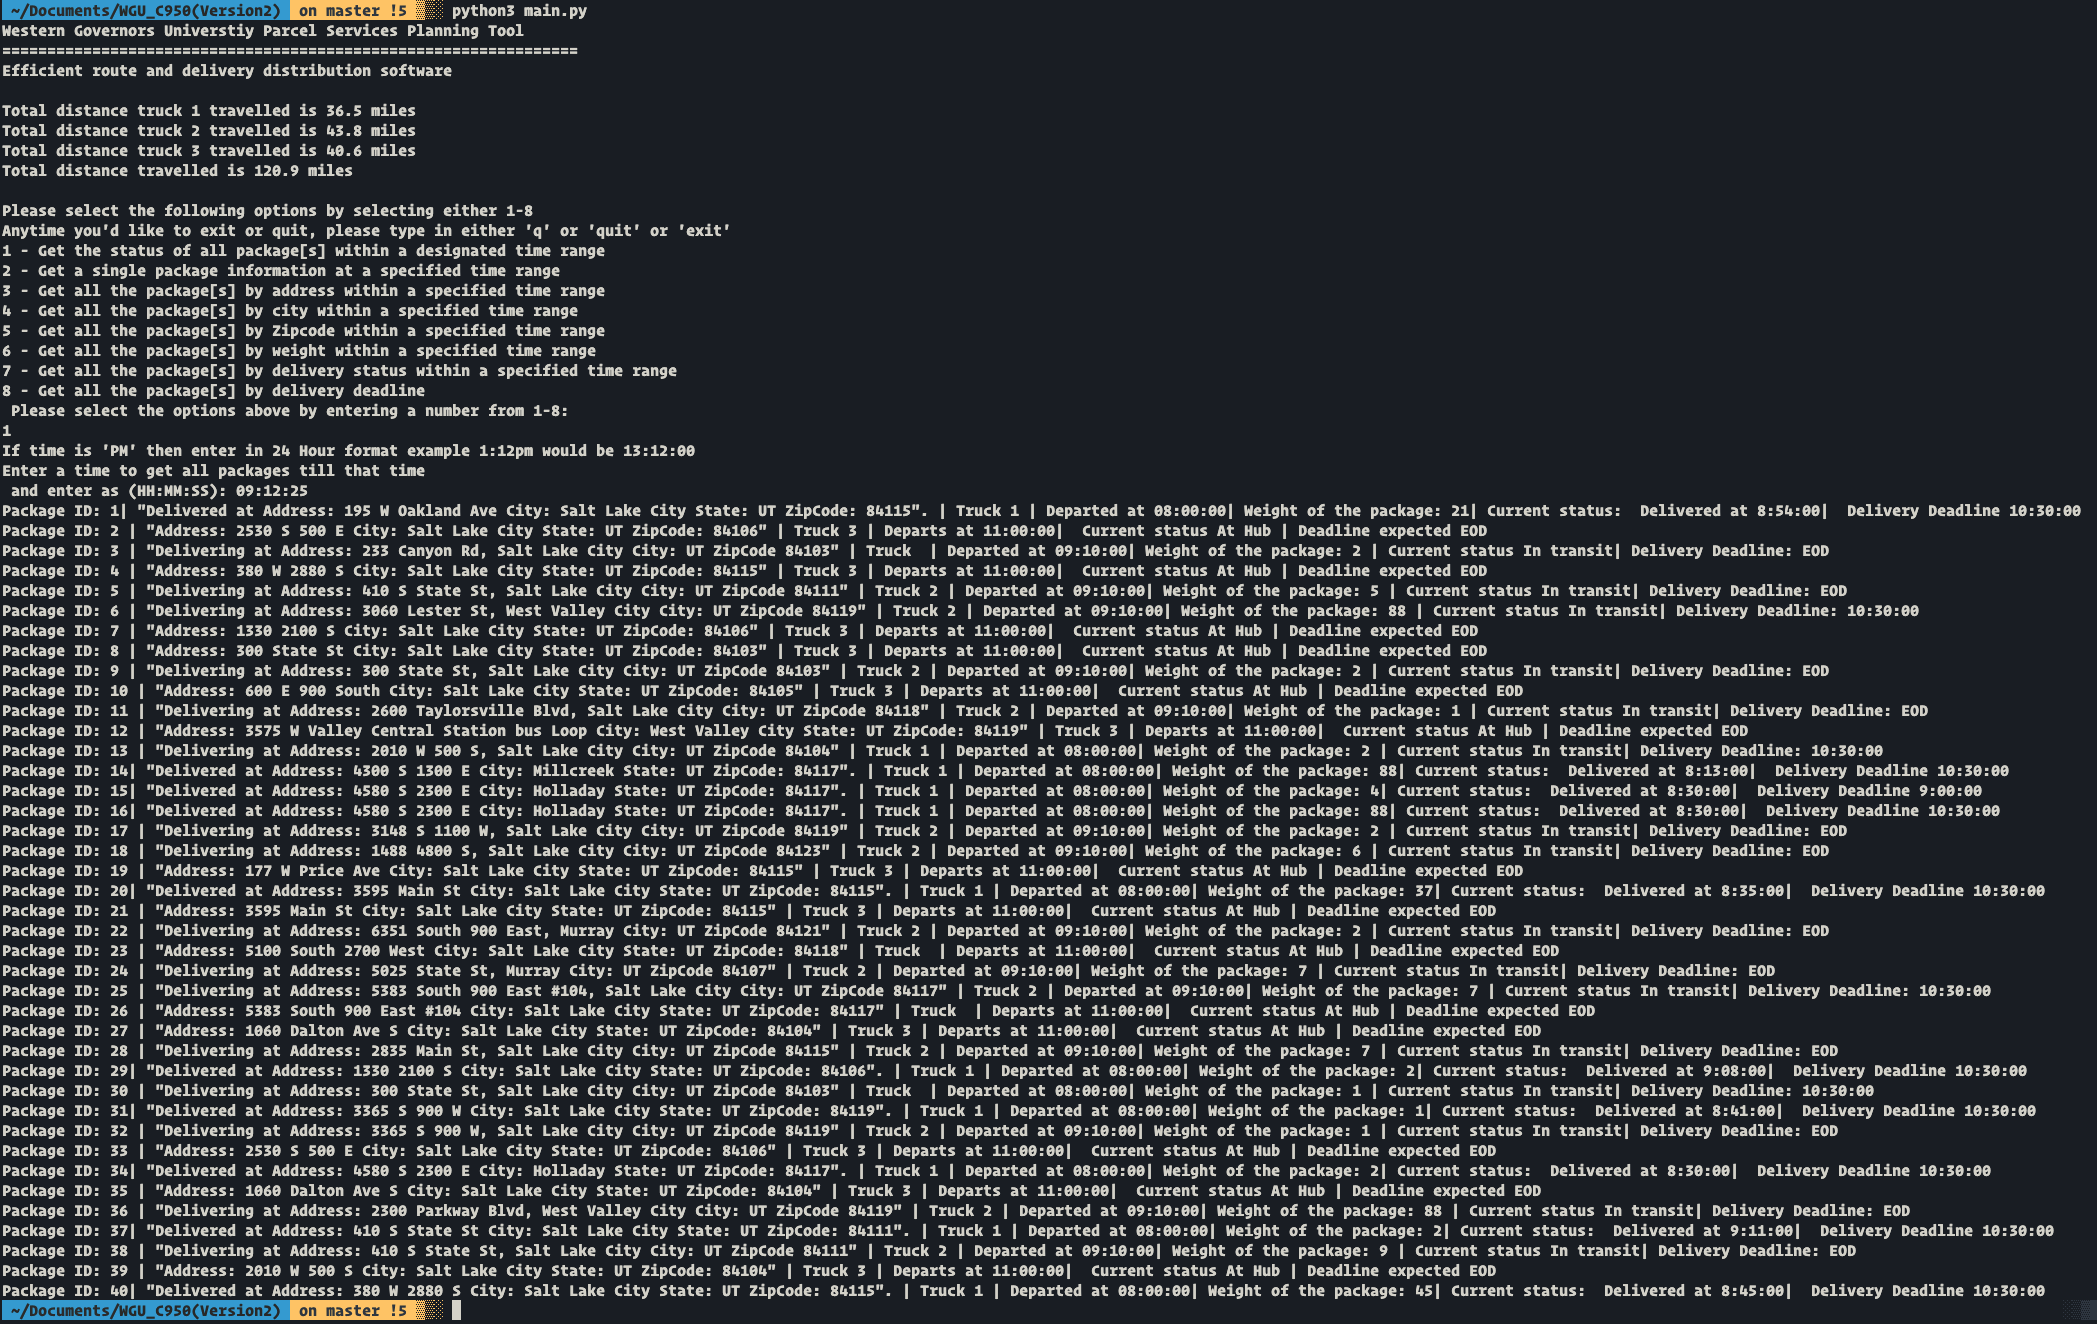 ~/Documents/WGU_C950(Version2) on master !5 python3 main.py
Western Governors Universtiy Parcel Services Planning Tool
================================================================
Efficient route and delivery distribution software
Total distance truck 1 travelled is 36.5 miles
Total distance truck 2 travelled is 43.8 miles
Total distance truck 3 travelled is 40.6 miles
Total distance travelled is 120.9 miles
Please select the following options by selecting either 1-8
Anytime you'd like to exit or quit, please type in either 'q' or 'quit' or 'exit'
1 - Get the status of all package[s] within a designated time range
2 - Get a single package information at a specified time range
3 - Get all the package[s] by address within a specified time range
4 - Get all the package[s] by city within a specified time range
5 - Get all the package[s] by Zipcode within a specified time range
6 - Get all the package[s] by weight within a specified time range
7 - Get all the package[s] by delivery status within a specified time range
8 - Get all the package[s] by delivery deadline
 Please select the options above by entering a number from 1-8:
1
If time is 'PM' then enter in 24 Hour format example 1:12pm would be 13:12:00
Enter a time to get all packages till that time
 and enter as (HH:MM:SS): 09:12:25
Package ID: 1| "Delivered at Address: 195 W Oakland Ave City: Salt Lake City State: UT ZipCode: 84115". | Truck 1 | Departed at 08:00:00| Weight of the package: 21| Current status:  Delivered at 8:54:00|  Delivery Deadline 10:30:00
Package ID: 2 | "Address: 2530 S 500 E City: Salt Lake City State: UT ZipCode: 84106" | Truck 3 | Departs at 11:00:00|  Current status At Hub | Deadline expected EOD
Package ID: 3 | "Delivering at Address: 233 Canyon Rd, Salt Lake City City: UT ZipCode 84103" | Truck  | Departed at 09:10:00| Weight of the package: 2 | Current status In transit| Delivery Deadline: EOD
Package ID: 4 | "Address: 380 W 2880 S City: Salt Lake City State: UT ZipCode: 84115" | Truck 3 | Departs at 11:00:00|  Current status At Hub | Deadline expected EOD
Package ID: 5 | "Delivering at Address: 410 S State St, Salt Lake City City: UT ZipCode 84111" | Truck 2 | Departed at 09:10:00| Weight of the package: 5 | Current status In transit| Delivery Deadline: EOD
Package ID: 6 | "Delivering at Address: 3060 Lester St, West Valley City City: UT ZipCode 84119" | Truck 2 | Departed at 09:10:00| Weight of the package: 88 | Current status In transit| Delivery Deadline: 10:30:00
Package ID: 7 | "Address: 1330 2100 S City: Salt Lake City State: UT ZipCode: 84106" | Truck 3 | Departs at 11:00:00|  Current status At Hub | Deadline expected EOD
Package ID: 8 | "Address: 300 State St City: Salt Lake City State: UT ZipCode: 84103" | Truck 3 | Departs at 11:00:00|  Current status At Hub | Deadline expected EOD
Package ID: 9 | "Delivering at Address: 300 State St, Salt Lake City City: UT ZipCode 84103" | Truck 2 | Departed at 09:10:00| Weight of the package: 2 | Current status In transit| Delivery Deadline: EOD
Package ID: 10 | "Address: 600 E 900 South City: Salt Lake City State: UT ZipCode: 84105" | Truck 3 | Departs at 11:00:00|  Current status At Hub | Deadline expected EOD
Package ID: 11 | "Delivering at Address: 2600 Taylorsville Blvd, Salt Lake City City: UT ZipCode 84118" | Truck 2 | Departed at 09:10:00| Weight of the package: 1 | Current status In transit| Delivery Deadline: EOD
Package ID: 12 | "Address: 3575 W Valley Central Station bus Loop City: West Valley City State: UT ZipCode: 84119" | Truck 3 | Departs at 11:00:00|  Current status At Hub | Deadline expected EOD
Package ID: 13 | "Delivering at Address: 2010 W 500 S, Salt Lake City City: UT ZipCode 84104" | Truck 1 | Departed at 08:00:00| Weight of the package: 2 | Current status In transit| Delivery Deadline: 10:30:00
Package ID: 14| "Delivered at Address: 4300 S 1300 E City: Millcreek State: UT ZipCode: 84117". | Truck 1 | Departed at 08:00:00| Weight of the package: 88| Current status:  Delivered at 8:13:00|  Delivery Deadline 10:30:00
Package ID: 15| "Delivered at Address: 4580 S 2300 E City: Holladay State: UT ZipCode: 84117". | Truck 1 | Departed at 08:00:00| Weight of the package: 4| Current status:  Delivered at 8:30:00|  Delivery Deadline 9:00:00
Package ID: 16| "Delivered at Address: 4580 S 2300 E City: Holladay State: UT ZipCode: 84117". | Truck 1 | Departed at 08:00:00| Weight of the package: 88| Current status:  Delivered at 8:30:00|  Delivery Deadline 10:30:00
Package ID: 17 | "Delivering at Address: 3148 S 1100 W, Salt Lake City City: UT ZipCode 84119" | Truck 2 | Departed at 09:10:00| Weight of the package: 2 | Current status In transit| Delivery Deadline: EOD
Package ID: 18 | "Delivering at Address: 1488 4800 S, Salt Lake City City: UT ZipCode 84123" | Truck 2 | Departed at 09:10:00| Weight of the package: 6 | Current status In transit| Delivery Deadline: EOD
Package ID: 19 | "Address: 177 W Price Ave City: Salt Lake City State: UT ZipCode: 84115" | Truck 3 | Departs at 11:00:00|  Current status At Hub | Deadline expected EOD
Package ID: 20| "Delivered at Address: 3595 Main St City: Salt Lake City State: UT ZipCode: 84115". | Truck 1 | Departed at 08:00:00| Weight of the package: 37| Current status:  Delivered at 8:35:00|  Delivery Deadline 10:30:00
Package ID: 21 | "Address: 3595 Main St City: Salt Lake City State: UT ZipCode: 84115" | Truck 3 | Departs at 11:00:00|  Current status At Hub | Deadline expected EOD
Package ID: 22 | "Delivering at Address: 6351 South 900 East, Murray City: UT ZipCode 84121" | Truck 2 | Departed at 09:10:00| Weight of the package: 2 | Current status In transit| Delivery Deadline: EOD
Package ID: 23 | "Address: 5100 South 2700 West City: Salt Lake City State: UT ZipCode: 84118" | Truck  | Departs at 11:00:00|  Current status At Hub | Deadline expected EOD
Package ID: 24 | "Delivering at Address: 5025 State St, Murray City: UT ZipCode 84107" | Truck 2 | Departed at 09:10:00| Weight of the package: 7 | Current status In transit| Delivery Deadline: EOD
Package ID: 25 | "Delivering at Address: 5383 South 900 East #104, Salt Lake City City: UT ZipCode 84117" | Truck 2 | Departed at 09:10:00| Weight of the package: 7 | Current status In transit| Delivery Deadline: 10:30:00
Package ID: 26 | "Address: 5383 South 900 East #104 City: Salt Lake City State: UT ZipCode: 84117" | Truck  | Departs at 11:00:00|  Current status At Hub | Deadline expected EOD
Package ID: 27 | "Address: 1060 Dalton Ave S City: Salt Lake City State: UT ZipCode: 84104" | Truck 3 | Departs at 11:00:00|  Current status At Hub | Deadline expected EOD
Package ID: 28 | "Delivering at Address: 2835 Main St, Salt Lake City City: UT ZipCode 84115" | Truck 2 | Departed at 09:10:00| Weight of the package: 7 | Current status In transit| Delivery Deadline: EOD
Package ID: 29| "Delivered at Address: 1330 2100 S City: Salt Lake City State: UT ZipCode: 84106". | Truck 1 | Departed at 08:00:00| Weight of the package: 2| Current status:  Delivered at 9:08:00|  Delivery Deadline 10:30:00
Package ID: 30 | "Delivering at Address: 300 State St, Salt Lake City City: UT ZipCode 84103" | Truck  | Departed at 08:00:00| Weight of the package: 1 | Current status In transit| Delivery Deadline: 10:30:00
Package ID: 31| "Delivered at Address: 3365 S 900 W City: Salt Lake City State: UT ZipCode: 84119". | Truck 1 | Departed at 08:00:00| Weight of the package: 1| Current status:  Delivered at 8:41:00|  Delivery Deadline 10:30:00
Package ID: 32 | "Delivering at Address: 3365 S 900 W, Salt Lake City City: UT ZipCode 84119" | Truck 2 | Departed at 09:10:00| Weight of the package: 1 | Current status In transit| Delivery Deadline: EOD
Package ID: 33 | "Address: 2530 S 500 E City: Salt Lake City State: UT ZipCode: 84106" | Truck 3 | Departs at 11:00:00|  Current status At Hub | Deadline expected EOD
Package ID: 34| "Delivered at Address: 4580 S 2300 E City: Holladay State: UT ZipCode: 84117". | Truck 1 | Departed at 08:00:00| Weight of the package: 2| Current status:  Delivered at 8:30:00|  Delivery Deadline 10:30:00
Package ID: 35 | "Address: 1060 Dalton Ave S City: Salt Lake City State: UT ZipCode: 84104" | Truck 3 | Departs at 11:00:00|  Current status At Hub | Deadline expected EOD
Package ID: 36 | "Delivering at Address: 2300 Parkway Blvd, West Valley City City: UT ZipCode 84119" | Truck 2 | Departed at 09:10:00| Weight of the package: 88 | Current status In transit| Delivery Deadline: EOD
Package ID: 37| "Delivered at Address: 410 S State St City: Salt Lake City State: UT ZipCode: 84111". | Truck 1 | Departed at 08:00:00| Weight of the package: 2| Current status:  Delivered at 9:11:00|  Delivery Deadline 10:30:00
Package ID: 38 | "Delivering at Address: 410 S State St, Salt Lake City City: UT ZipCode 84111" | Truck 2 | Departed at 09:10:00| Weight of the package: 9 | Current status In transit| Delivery Deadline: EOD
Package ID: 39 | "Address: 2010 W 500 S City: Salt Lake City State: UT ZipCode: 84104" | Truck 3 | Departs at 11:00:00|  Current status At Hub | Deadline expected EOD
Package ID: 40| "Delivered at Address: 380 W 2880 S City: Salt Lake City State: UT ZipCode: 84115". | Truck 1 | Departed at 08:00:00| Weight of the package: 45| Current status:  Delivered at 8:45:00|  Delivery Deadline 10:30:00
~/Documents/WGU_C950(Version2) on master !5